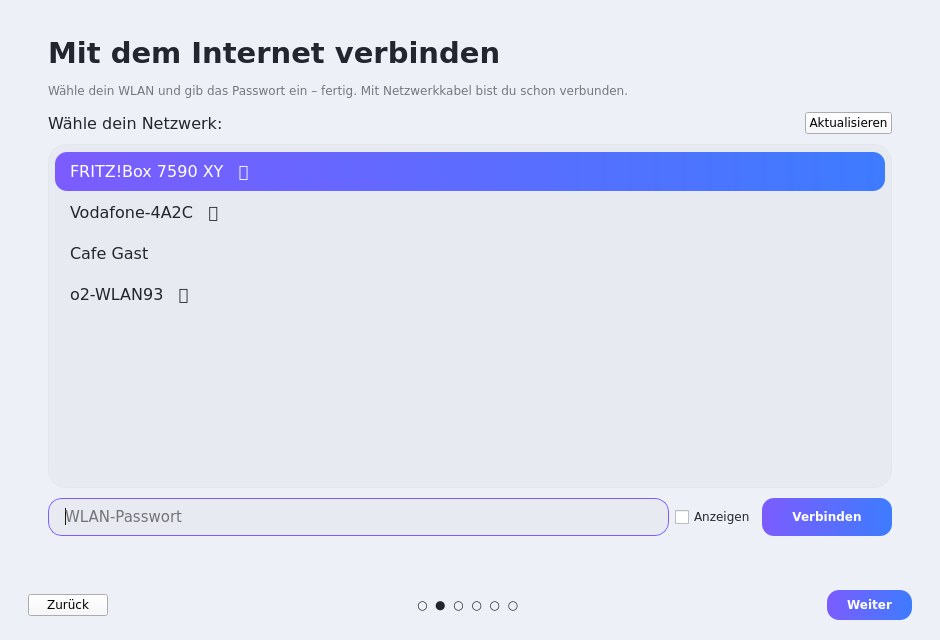 Mit dem Internet verbinden
Wähle dein WLAN und gib das Passwort ein – fertig. Mit Netzwerkkabel bist du schon verbunden.
Wähle dein Netzwerk:
Aktualisieren
FRITZ!Box 7590 XY
Vodafone-4A2C
Cafe Gast
o2-WLAN93
WLAN-Passwort
Anzeigen
Verbinden
Zurück
Weiter